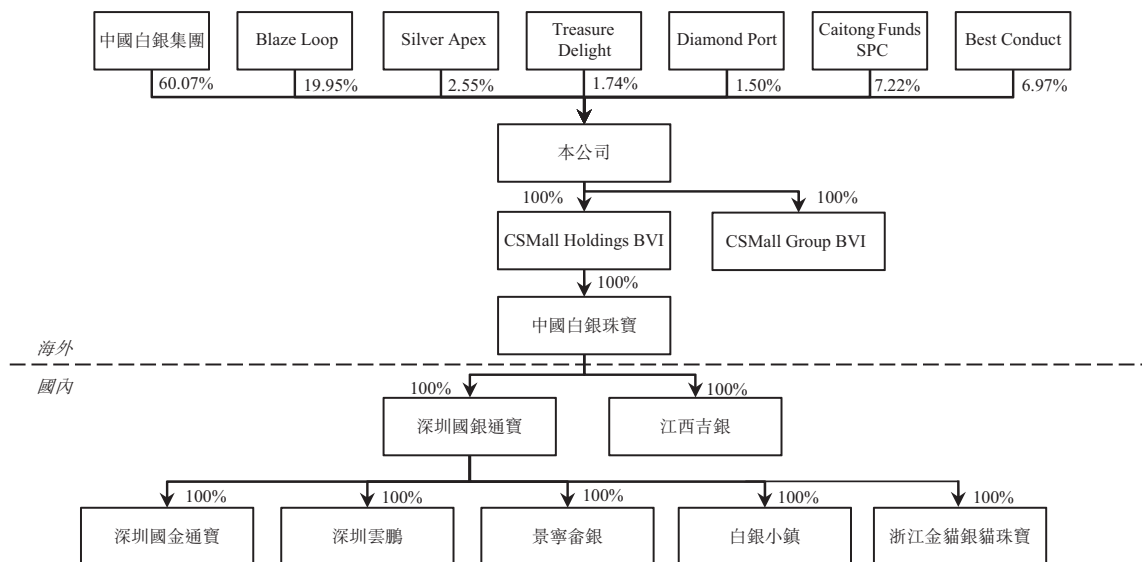 中國白銀集團
Blaze Loop
Silver Apex
Treasure
Delight
Diamond Port
Caitong Funds
SPC
Best Conduct
60.07%
19.95%
2.55%
1.74%
1.50%
7.22%
6.97%
本公司
100%
100%
CSMall Holdings BVI
CSMall Group BVI
100%
中國白銀珠寶
海外
國內
100%
100%
深圳國銀通寶
江西吉銀
100%
100%
100%
100%
100%
深圳國金通寶
深圳雲鵬
景寧畲銀
白銀小鎮
浙江金貓銀貓珠寶